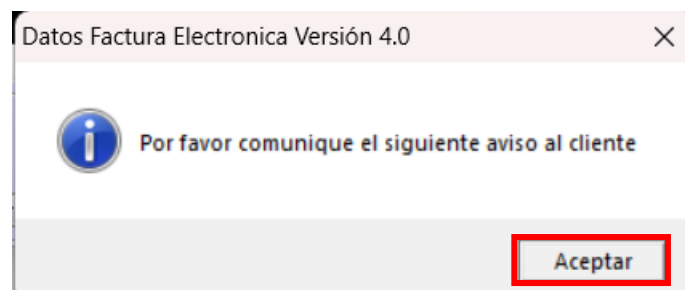 Datos Factura Electronica Versión 4.0
Por favor comunique el siguiente aviso al cliente
Aceptar